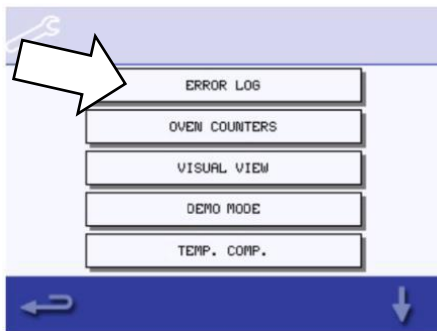 ERROR LOG
OVEN COUNTERS
VISUAL VIEW
DEMO MODE
TEMP. COMP.